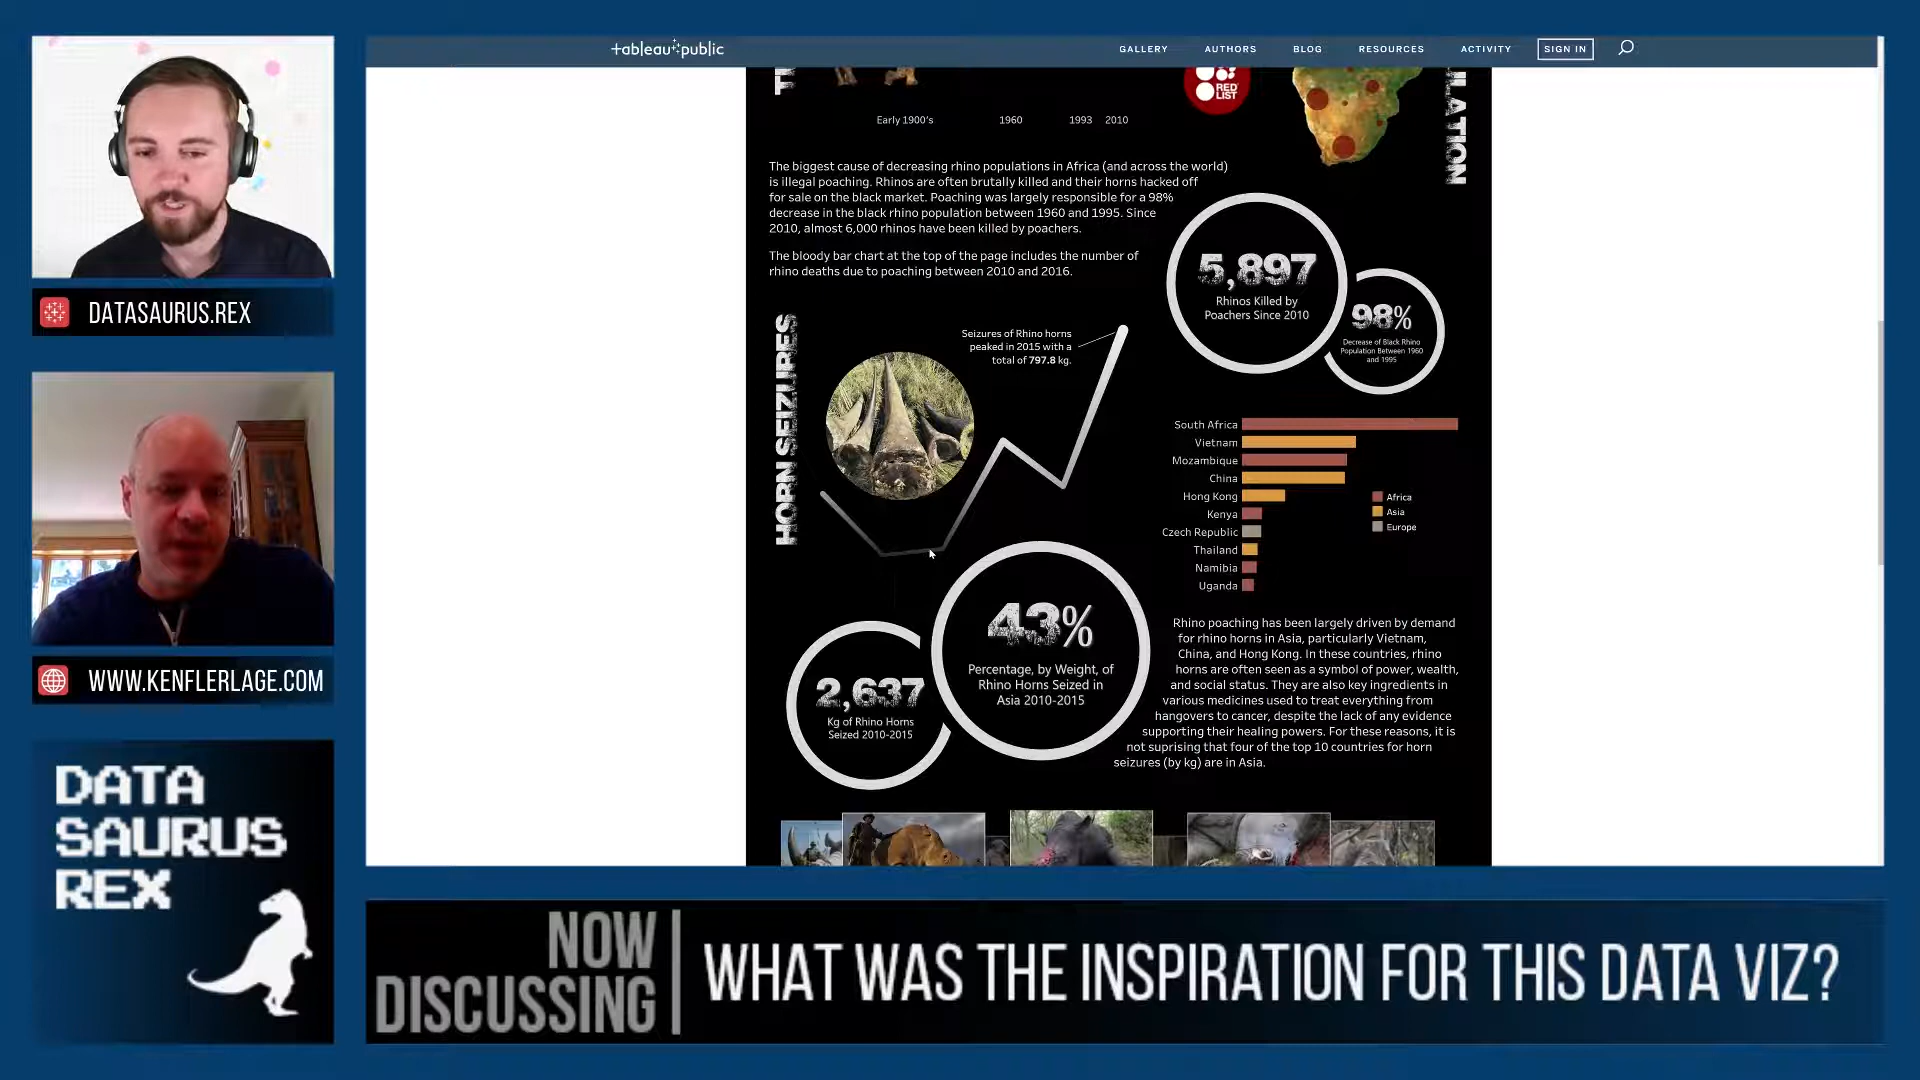 +ableau+public
GALLERY
AUTHORS
BLOG
RESOURCES
ACTIVITY
SIGN IN
RED
LIST
Early 1900's
1960
1993
2010
The biggest cause of decreasing rhino populations in Africa (and across the world)
is illegal poaching. Rhinos are often brutally killed and their horns hacked off
for sale on the black market. Poaching was largely responsible for a 98%
decrease in the black rhino population between 1960 and 1995. Since
2010, almost 6,000 rhinos have been killed by poachers.
The bloody bar chart at the top of the page includes the number of
rhino deaths due to poaching between 2010 and 2016.
5,897
Rhinos Killed by
Poachers Since 2010
98%
Decrease of Black Rhino
Population Between 1960
and 1995
HORN SEIZURES
Seizures of Rhino horns
peaked in 2015 with a
total of 797.8 kg.
South Africa
Vietnam
Mozambique
China
Hong Kong
Kenya
Czech Republic
Thailand
Namibia
Uganda
Africa
Asia
Europe
2,637
Kg of Rhino Horns
Seized 2010-2015
43%
Percentage, by Weight, of
Rhino Horns Seized in
Asia 2010-2015
Rhino poaching has been largely driven by demand
for rhino horns in Asia, particularly Vietnam,
China, and Hong Kong. In these countries, rhino
horns are often seen as a symbol of power, wealth,
and social status. They are also key ingredients in
various medicines used to treat everything from
hangovers to cancer, despite the lack of any evidence
supporting their healing powers. For these reasons, it is
not suprising that four of the top 10 countries for horn
seizures (by kg) are in Asia.
DATASAURUS.REX
WWW.KENFLERLAGE.COM
DATA
SAURUS
REX
NOW
DISCUSSING
WHAT WAS THE INSPIRATION FOR THIS DATA VIZ?